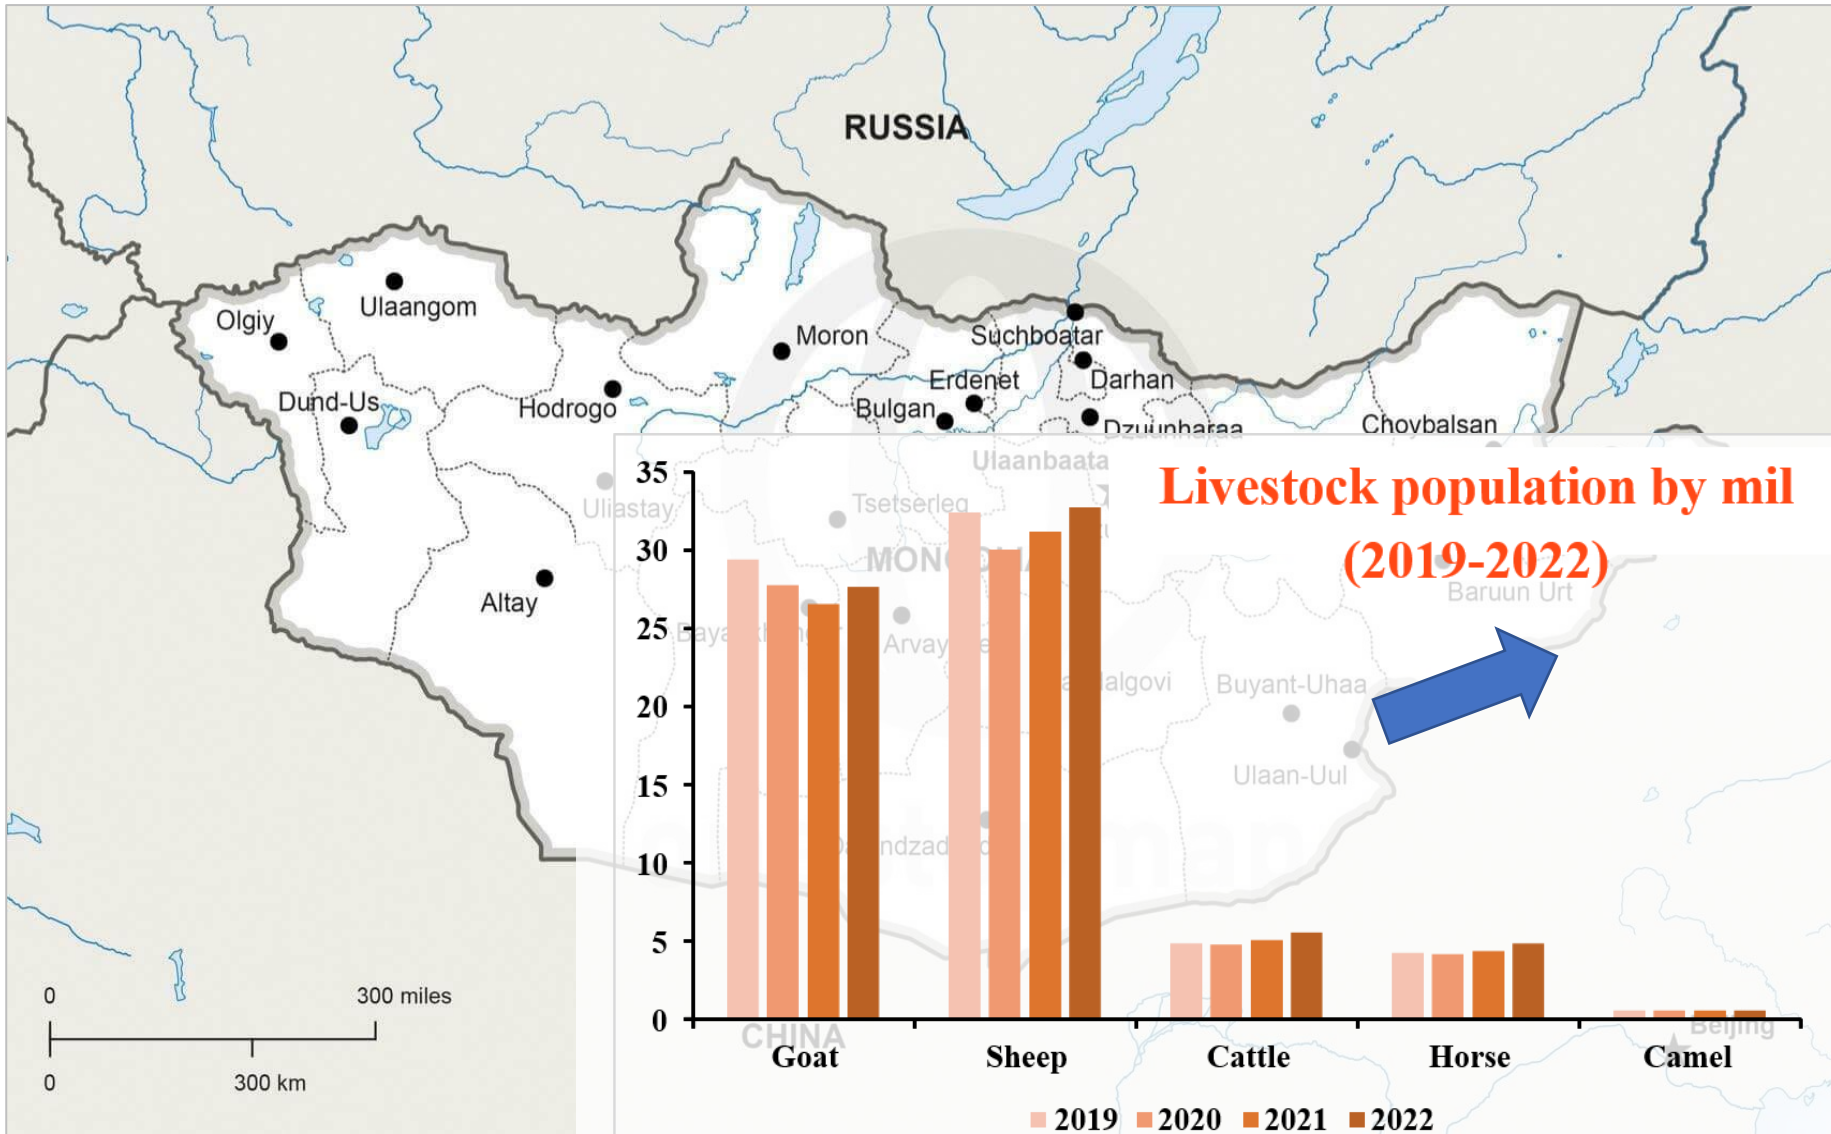 RUSSIA
Ulaangom
Olgiy
Moron
Suchboatar
Erdenet
Darhan
Dund-Us
Hodrogo
Bulgan
Dzuunharaa
Choybalsan
Ulaanbaata
Livestock population by mil
(2019-2022)
Uliastay
Tsetserleg
Altay
Baruun Urt
Arvay
Buyant-Uhaa
Ulaan-Uul
35
30
25
20
15
10
5
0
CHINA
Beijing
Goat Sheep Cattle Horse Camel
2019 2020 2021 2022
0 300 miles
0 300 km